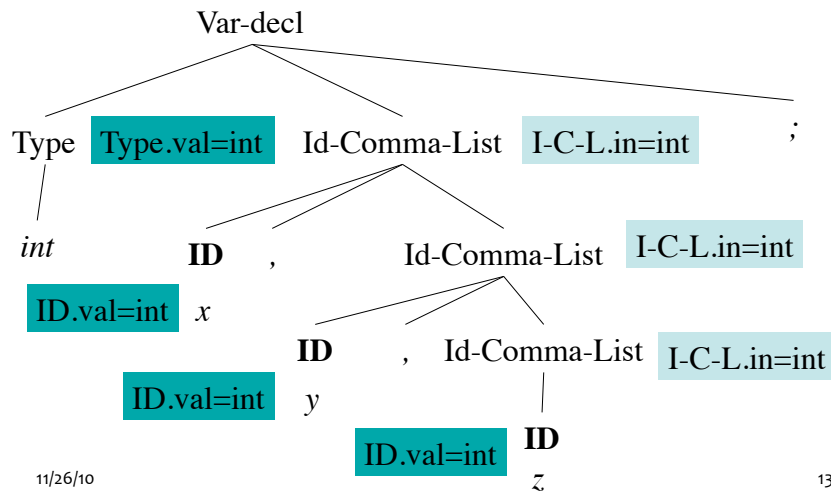 Var-decl
Type Type.val=int Id-Comma-List I-C-L.in=int ;
int ID , Id-Comma-List I-C-L.in=int
ID.val=int x
ID , Id-Comma-List I-C-L.in=int
ID.val=int y
ID.val=int ID
z
11/26/10 13